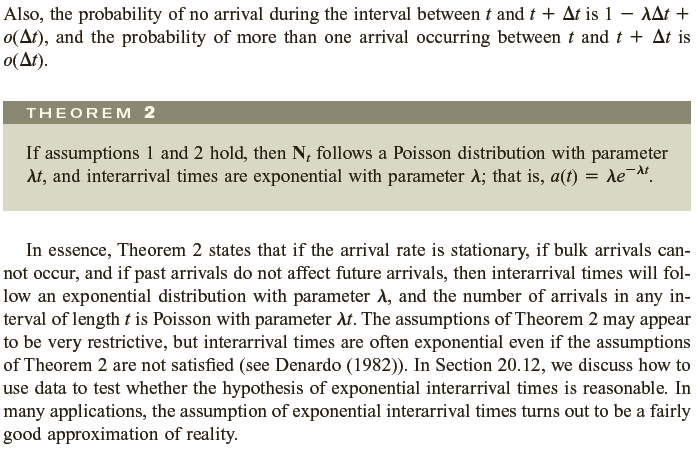 Also, the probability of no arrival during the interval between t and t + Δt is 1 − λΔt +
o(Δt), and the probability of more than one arrival occurring between t and t + Δt is
o(Δt).
THEOREM 2
If assumptions 1 and 2 hold, then Nₜ follows a Poisson distribution with parameter
λt, and interarrival times are exponential with parameter λ; that is, a(t) = λe⁻λᵗ.
In essence, Theorem 2 states that if the arrival rate is stationary, if bulk arrivals can-
not occur, and if past arrivals do not affect future arrivals, then interarrival times will fol-
low an exponential distribution with parameter λ, and the number of arrivals in any in-
terval of length t is Poisson with parameter λt. The assumptions of Theorem 2 may appear
to be very restrictive, but interarrival times are often exponential even if the assumptions
of Theorem 2 are not satisfied (see Denardo (1982)). In Section 20.12, we discuss how to
use data to test whether the hypothesis of exponential interarrival times is reasonable. In
many applications, the assumption of exponential interarrival times turns out to be a fairly
good approximation of reality.